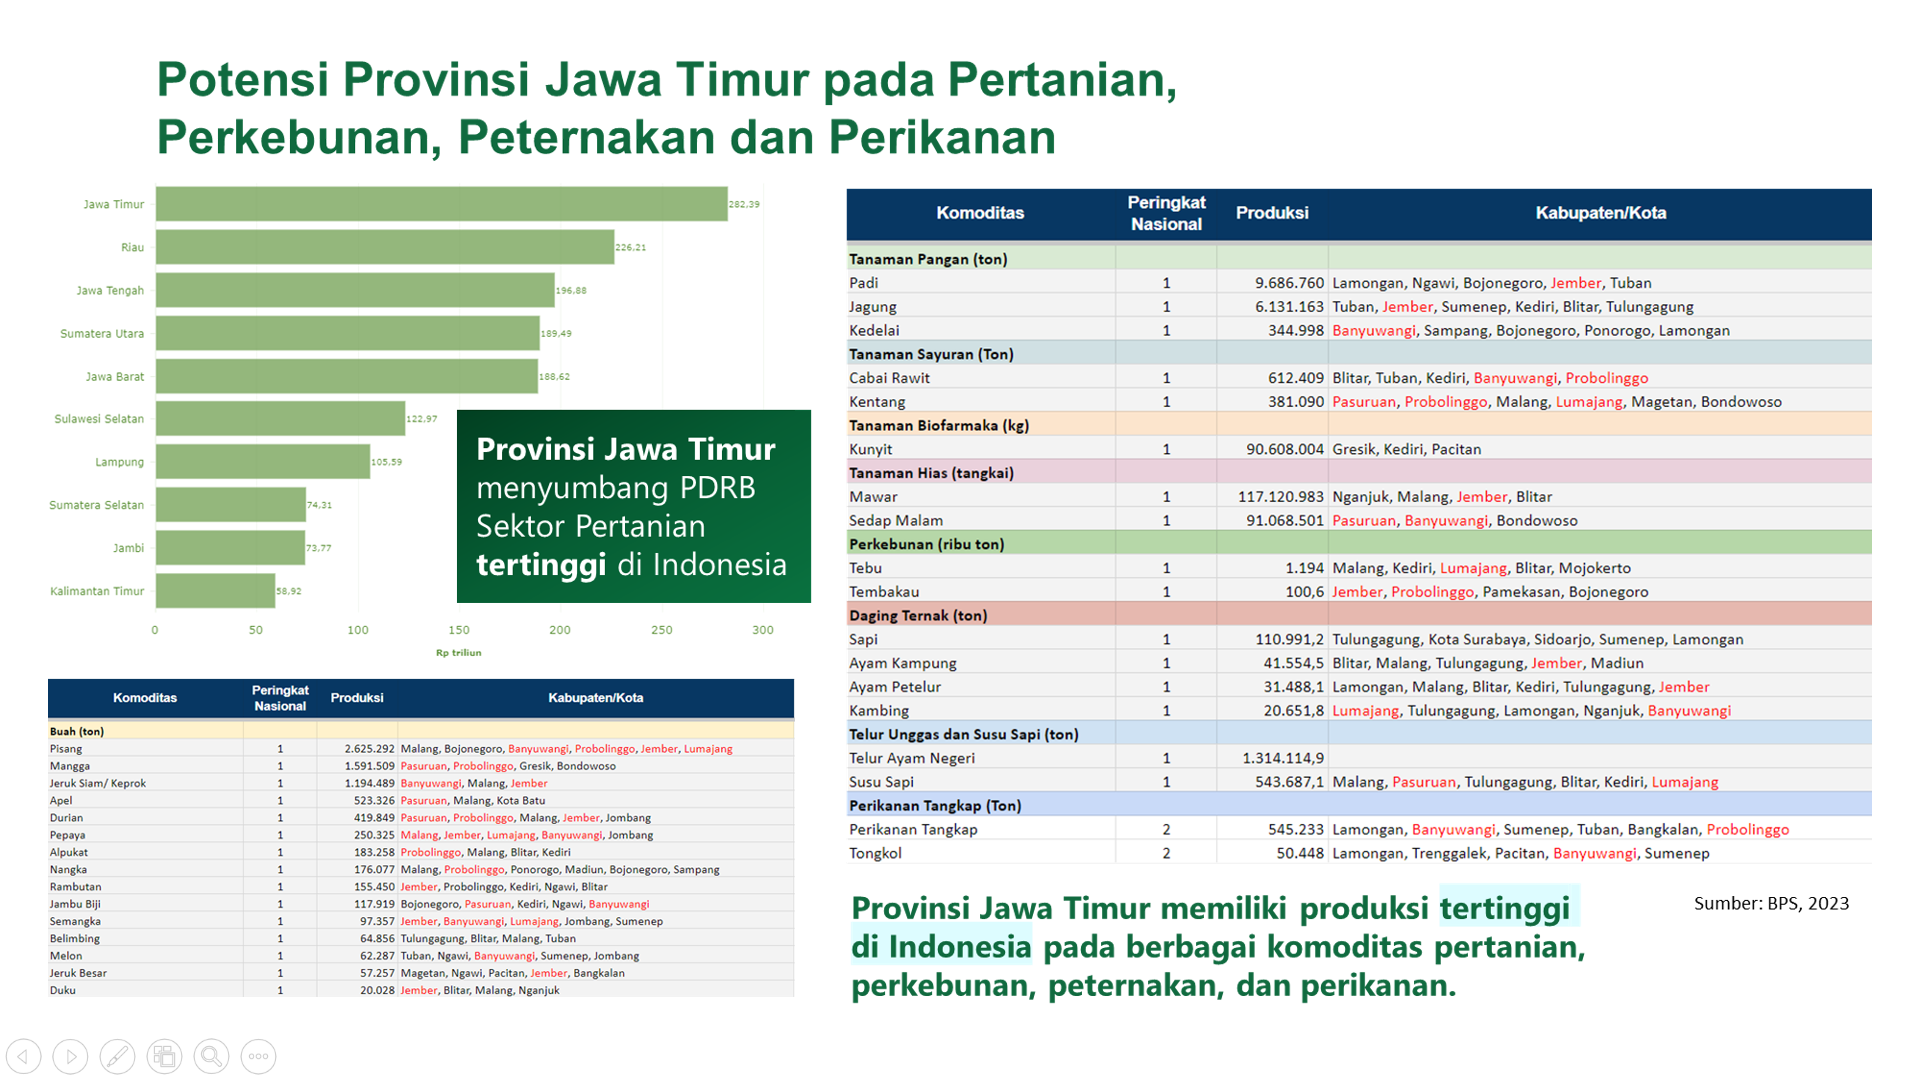 Potensi Provinsi Jawa Timur pada Pertanian,
Perkebunan, Peternakan dan Perikanan
Jawa Timur 282,39
Riau 226,21
Jawa Tengah 196,88
Sumatera Utara 189,49
Jawa Barat 188,62
Sulawesi Selatan 122,97
Lampung 105,59
Sumatera Selatan 74,31
Jambi 73,77
Kalimantan Timur 58,92
0 50 100 150 200 250 300
Rp triliun
Provinsi Jawa Timur
menyumbang PDRB
Sektor Pertanian
tertinggi di Indonesia
Komoditas Peringkat Nasional Produksi Kabupaten/Kota
Buah (ton)
Pisang 1 2.625.292 Malang, Bojonegoro, Banyuwangi, Probolinggo, Jember, Lumajang
Mangga 1 1.591.509 Pasuruan, Probolinggo, Gresik, Bondowoso
Jeruk Siam/ Keprok 1 1.194.489 Banyuwangi, Malang, Jember
Apel 1 523.326 Pasuruan, Malang, Kota Batu
Durian 1 419.849 Pasuruan, Probolinggo, Malang, Jember, Jombang
Pepaya 1 250.325 Malang, Jember, Lumajang, Banyuwangi, Jombang
Alpukat 1 183.258 Probolinggo, Malang, Blitar, Kediri
Nangka 1 176.077 Malang, Probolinggo, Ponorogo, Madiun, Bojonegoro, Sampang
Rambutan 1 155.450 Jember, Probolinggo, Kediri, Ngawi, Blitar
Jambu Biji 1 117.919 Bojonegoro, Pasuruan, Kediri, Ngawi, Banyuwangi
Semangka 1 97.357 Jember, Banyuwangi, Lumajang, Jombang, Sumenep
Belimbing 1 64.856 Tulungagung, Blitar, Malang, Tuban
Melon 1 62.287 Tuban, Ngawi, Banyuwangi, Sumenep, Jombang
Jeruk Besar 1 57.257 Magetan, Ngawi, Pacitan, Jember, Bangkalan
Duku 1 20.028 Jember, Blitar, Malang, Nganjuk
Komoditas Peringkat Nasional Produksi Kabupaten/Kota
Tanaman Pangan (ton)
Padi 1 9.686.760 Lamongan, Ngawi, Bojonegoro, Jember, Tuban
Jagung 1 6.131.163 Tuban, Jember, Sumenep, Kediri, Blitar, Tulungagung
Kedelai 1 344.998 Banyuwangi, Sampang, Bojonegoro, Ponorogo, Lamongan
Tanaman Sayuran (Ton)
Cabai Rawit 1 612.409 Blitar, Tuban, Kediri, Banyuwangi, Probolinggo
Kentang 1 381.090 Pasuruan, Probolinggo, Malang, Lumajang, Magetan, Bondowoso
Tanaman Biofarmaka (kg)
Kunyit 1 90.608.004 Gresik, Kediri, Pacitan
Tanaman Hias (tangkai)
Mawar 1 117.120.983 Nganjuk, Malang, Jember, Blitar
Sedap Malam 1 91.068.501 Pasuruan, Banyuwangi, Bondowoso
Perkebunan (ribu ton)
Tebu 1 1.194 Malang, Kediri, Lumajang, Blitar, Mojokerto
Tembakau 1 100,6 Jember, Probolinggo, Pamekasan, Bojonegoro
Daging Ternak (ton)
Sapi 1 110.991,2 Tulungagung, Kota Surabaya, Sidoarjo, Sumenep, Lamongan
Ayam Kampung 1 41.554,5 Blitar, Malang, Tulungagung, Jember, Madiun
Ayam Petelur 1 31.488,1 Lamongan, Malang, Blitar, Kediri, Tulungagung, Jember
Kambing 1 20.651,8 Lumajang, Tulungagung, Lamongan, Nganjuk, Banyuwangi
Telur Unggas dan Susu Sapi (ton)
Telur Ayam Negeri 1 1.314.114,9
Susu Sapi 1 543.687,1 Malang, Pasuruan, Tulungagung, Blitar, Kediri, Lumajang
Perikanan Tangkap (Ton)
Perikanan Tangkap 2 545.233 Lamongan, Banyuwangi, Sumenep, Tuban, Bangkalan, Probolinggo
Tongkol 2 50.448 Lamongan, Trenggalek, Pacitan, Banyuwangi, Sumenep
Provinsi Jawa Timur memiliki produksi tertinggi
di Indonesia pada berbagai komoditas pertanian,
perkebunan, peternakan, dan perikanan.
Sumber: BPS, 2023